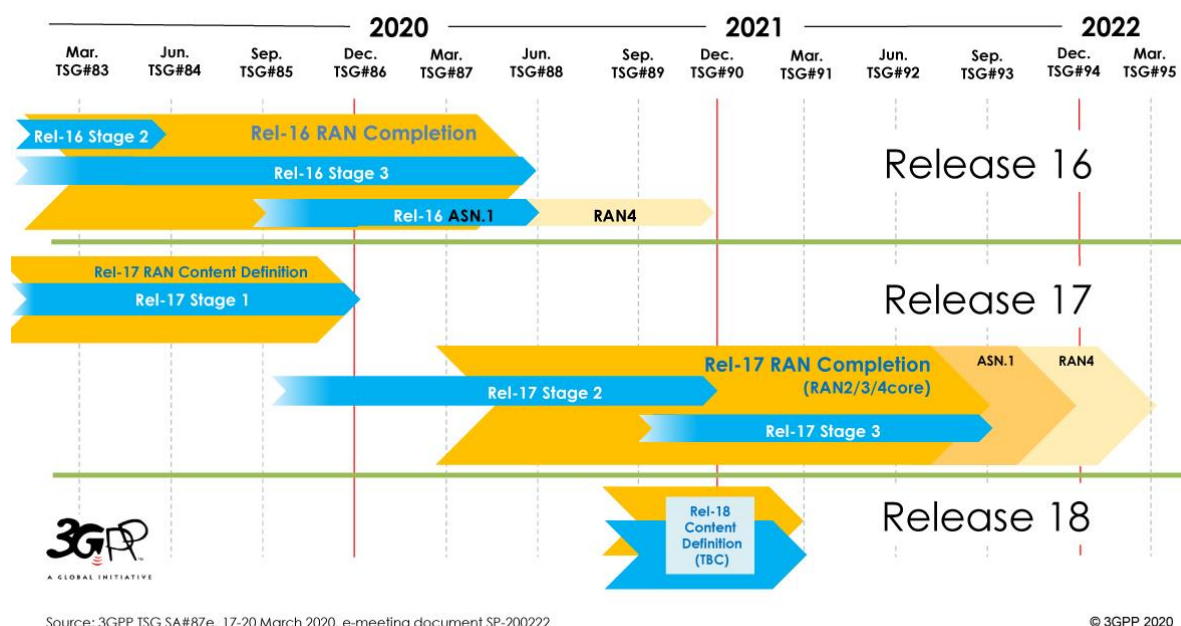 2020
2021
2022
Mar.
TSG#83
Jun.
TSG#84
Sep.
TSG#85
Dec.
TSG#86
Mar.
TSG#87
Jun.
TSG#88
Sep.
TSG#89
Dec.
TSG#90
Mar.
TSG#91
Jun.
TSG#92
Sep.
TSG#93
Dec.
TSG#94
Mar.
TSG#95
Rel-16 Stage 2
Rel-16 RAN Completion
Rel-16 Stage 3
Rel-16 ASN.1
RAN4
Release 16
Rel-17 RAN Content Definition
Rel-17 Stage 1
Release 17
Rel-17 RAN Completion
(RAN2/3/4core)
ASN.1
RAN4
Rel-17 Stage 2
Rel-17 Stage 3
Rel-18
Content
Definition
(TBC)
Release 18
3GPP™
A GLOBAL INITIATIVE
Source: 3GPP TSG SA#87e, 17-20 March 2020, e-meeting document SP-200222
© 3GPP 2020